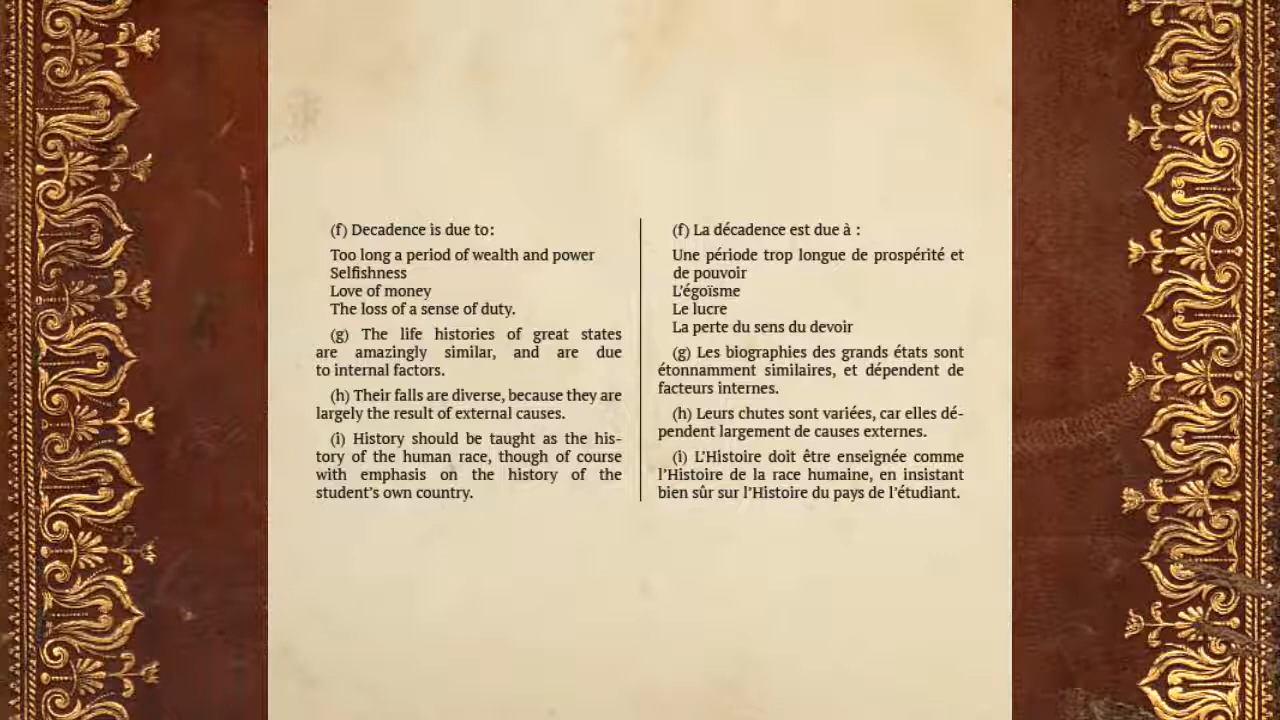 (f) Decadence is due to:
Too long a period of wealth and power
Selfishness
Love of money
The loss of a sense of duty.
(g) The life histories of great states
are amazingly similar, and are due
to internal factors.
(h) Their falls are diverse, because they are
largely the result of external causes.
(i) History should be taught as the his-
tory of the human race, though of course
with emphasis on the history of the
student's own country.
(f) La décadence est due à :
Une période trop longue de prospérité et
de pouvoir
L'égoïsme
Le lucre
La perte du sens du devoir
(g) Les biographies des grands états sont
étonnamment similaires, et dépendent de
facteurs internes.
(h) Leurs chutes sont variées, car elles dé-
pendent largement de causes externes.
(i) L'Histoire doit être enseignée comme
l'Histoire de la race humaine, en insistant
bien sûr sur l'Histoire du pays de l'étudiant.